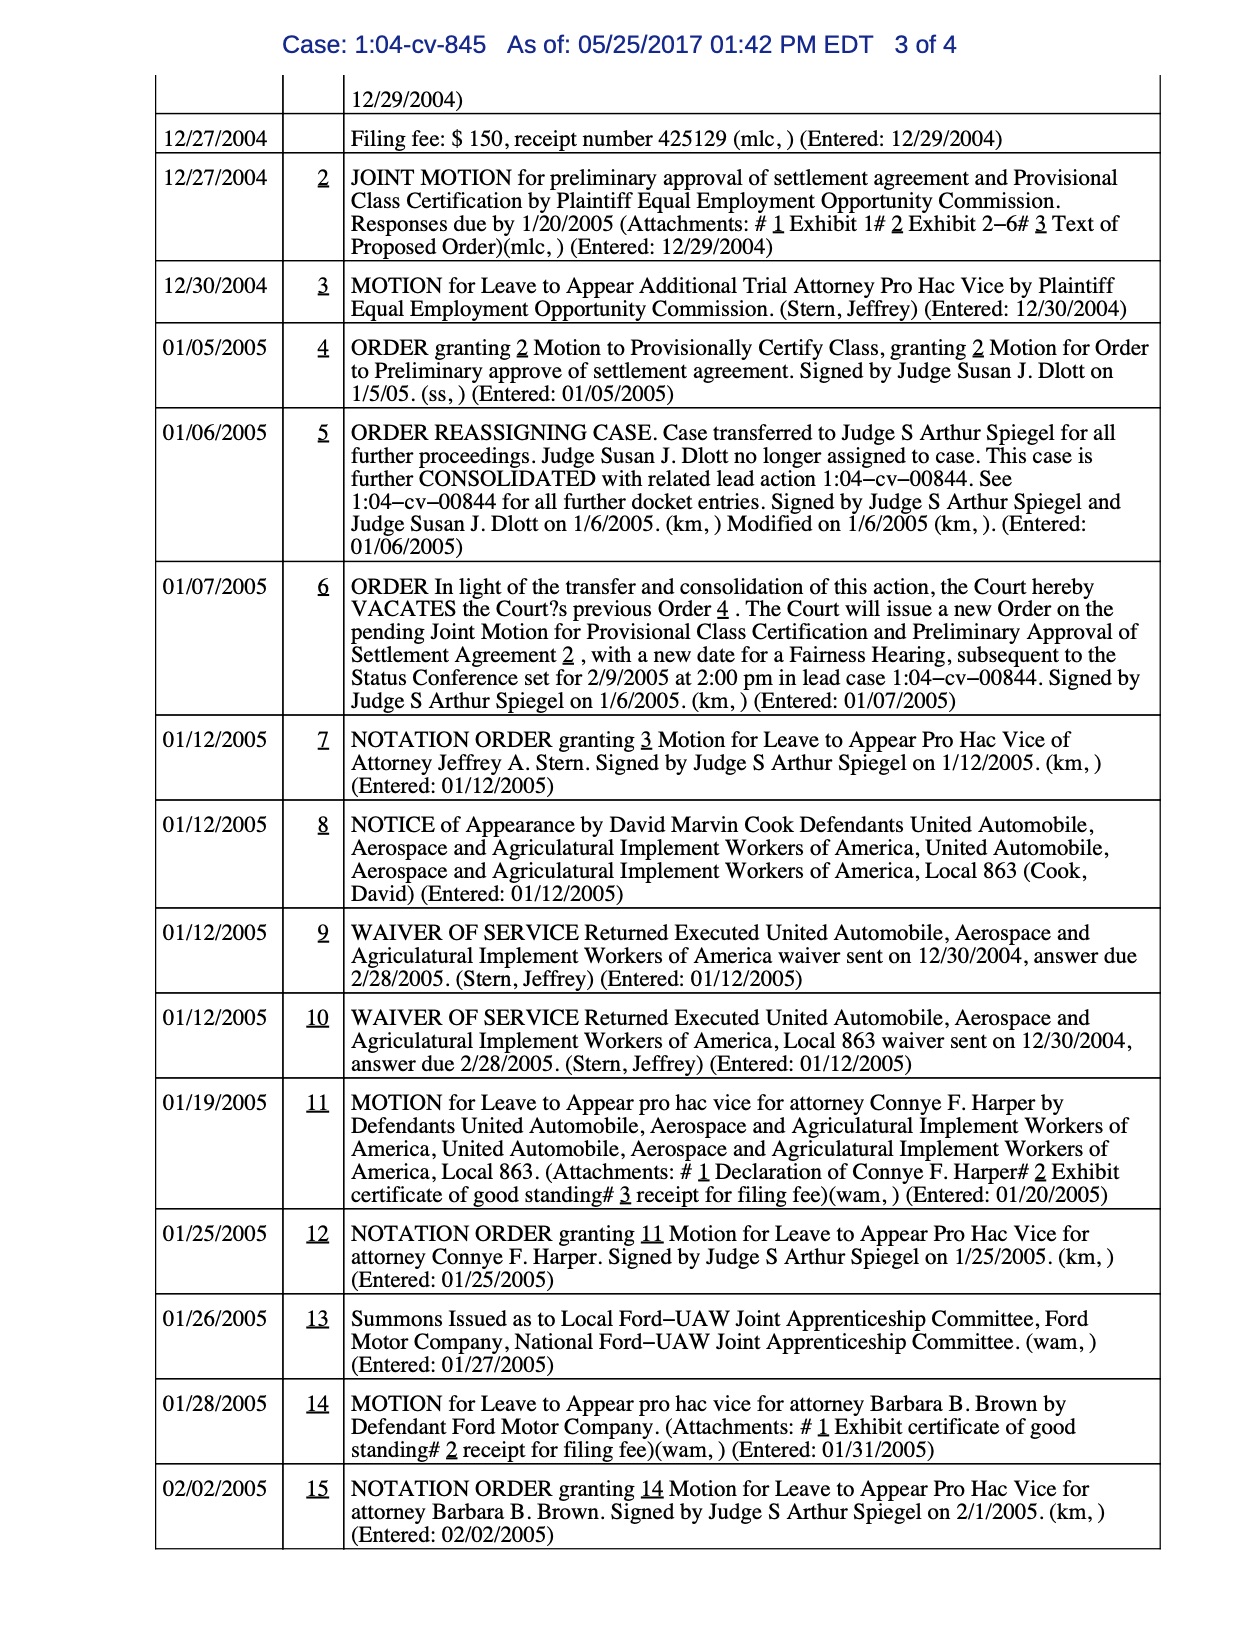 Case: 1:04-cv-845 As of: 05/25/2017 01:42 PM EDT 3 of 4
12/29/2004)
12/27/2004 Filing fee: $ 150, receipt number 425129 (mlc, ) (Entered: 12/29/2004)
12/27/2004 2 JOINT MOTION for preliminary approval of settlement agreement and Provisional
Class Certification by Plaintiff Equal Employment Opportunity Commission.
Responses due by 1/20/2005 (Attachments: # 1 Exhibit 1# 2 Exhibit 2–6# 3 Text of
Proposed Order)(mlc, ) (Entered: 12/29/2004)
12/30/2004 3 MOTION for Leave to Appear Additional Trial Attorney Pro Hac Vice by Plaintiff
Equal Employment Opportunity Commission. (Stern, Jeffrey) (Entered: 12/30/2004)
01/05/2005 4 ORDER granting 2 Motion to Provisionally Certify Class, granting 2 Motion for Order
to Preliminary approve of settlement agreement. Signed by Judge Susan J. Dlott on
1/5/05. (ss, ) (Entered: 01/05/2005)
01/06/2005 5 ORDER REASSIGNING CASE. Case transferred to Judge S Arthur Spiegel for all
further proceedings. Judge Susan J. Dlott no longer assigned to case. This case is
further CONSOLIDATED with related lead action 1:04–cv–00844. See
1:04–cv–00844 for all further docket entries. Signed by Judge S Arthur Spiegel and
Judge Susan J. Dlott on 1/6/2005. (km, ) Modified on 1/6/2005 (km, ). (Entered:
01/06/2005)
01/07/2005 6 ORDER In light of the transfer and consolidation of this action, the Court hereby
VACATES the Court?s previous Order 4 . The Court will issue a new Order on the
pending Joint Motion for Provisional Class Certification and Preliminary Approval of
Settlement Agreement 2 , with a new date for a Fairness Hearing, subsequent to the
Status Conference set for 2/9/2005 at 2:00 pm in lead case 1:04–cv–00844. Signed by
Judge S Arthur Spiegel on 1/6/2005. (km, ) (Entered: 01/07/2005)
01/12/2005 7 NOTATION ORDER granting 3 Motion for Leave to Appear Pro Hac Vice of
Attorney Jeffrey A. Stern. Signed by Judge S Arthur Spiegel on 1/12/2005. (km, )
(Entered: 01/12/2005)
01/12/2005 8 NOTICE of Appearance by David Marvin Cook Defendants United Automobile,
Aerospace and Agriculatural Implement Workers of America, United Automobile,
Aerospace and Agriculatural Implement Workers of America, Local 863 (Cook,
David) (Entered: 01/12/2005)
01/12/2005 9 WAIVER OF SERVICE Returned Executed United Automobile, Aerospace and
Agriculatural Implement Workers of America waiver sent on 12/30/2004, answer due
2/28/2005. (Stern, Jeffrey) (Entered: 01/12/2005)
01/12/2005 10 WAIVER OF SERVICE Returned Executed United Automobile, Aerospace and
Agriculatural Implement Workers of America, Local 863 waiver sent on 12/30/2004,
answer due 2/28/2005. (Stern, Jeffrey) (Entered: 01/12/2005)
01/19/2005 11 MOTION for Leave to Appear pro hac vice for attorney Connye F. Harper by
Defendants United Automobile, Aerospace and Agriculatural Implement Workers of
America, United Automobile, Aerospace and Agriculatural Implement Workers of
America, Local 863. (Attachments: # 1 Declaration of Connye F. Harper# 2 Exhibit
certificate of good standing# 3 receipt for filing fee)(wam, ) (Entered: 01/20/2005)
01/25/2005 12 NOTATION ORDER granting 11 Motion for Leave to Appear Pro Hac Vice for
attorney Connye F. Harper. Signed by Judge S Arthur Spiegel on 1/25/2005. (km, )
(Entered: 01/25/2005)
01/26/2005 13 Summons Issued as to Local Ford–UAW Joint Apprenticeship Committee, Ford
Motor Company, National Ford–UAW Joint Apprenticeship Committee. (wam, )
(Entered: 01/27/2005)
01/28/2005 14 MOTION for Leave to Appear pro hac vice for attorney Barbara B. Brown by
Defendant Ford Motor Company. (Attachments: # 1 Exhibit certificate of good
standing# 2 receipt for filing fee)(wam, ) (Entered: 01/31/2005)
02/02/2005 15 NOTATION ORDER granting 14 Motion for Leave to Appear Pro Hac Vice for
attorney Barbara B. Brown. Signed by Judge S Arthur Spiegel on 2/1/2005. (km, )
(Entered: 02/02/2005)